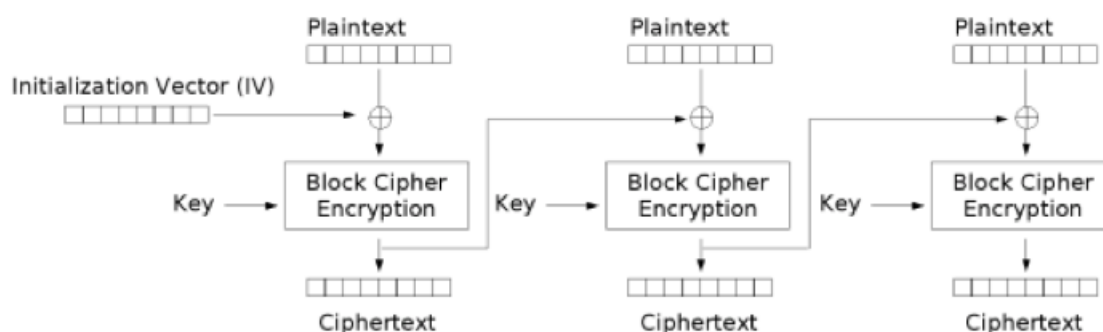 Plaintext
Plaintext
Plaintext
Initialization Vector (IV)
Block Cipher
Encryption
Block Cipher
Encryption
Block Cipher
Encryption
Key
Key
Key
Ciphertext
Ciphertext
Ciphertext